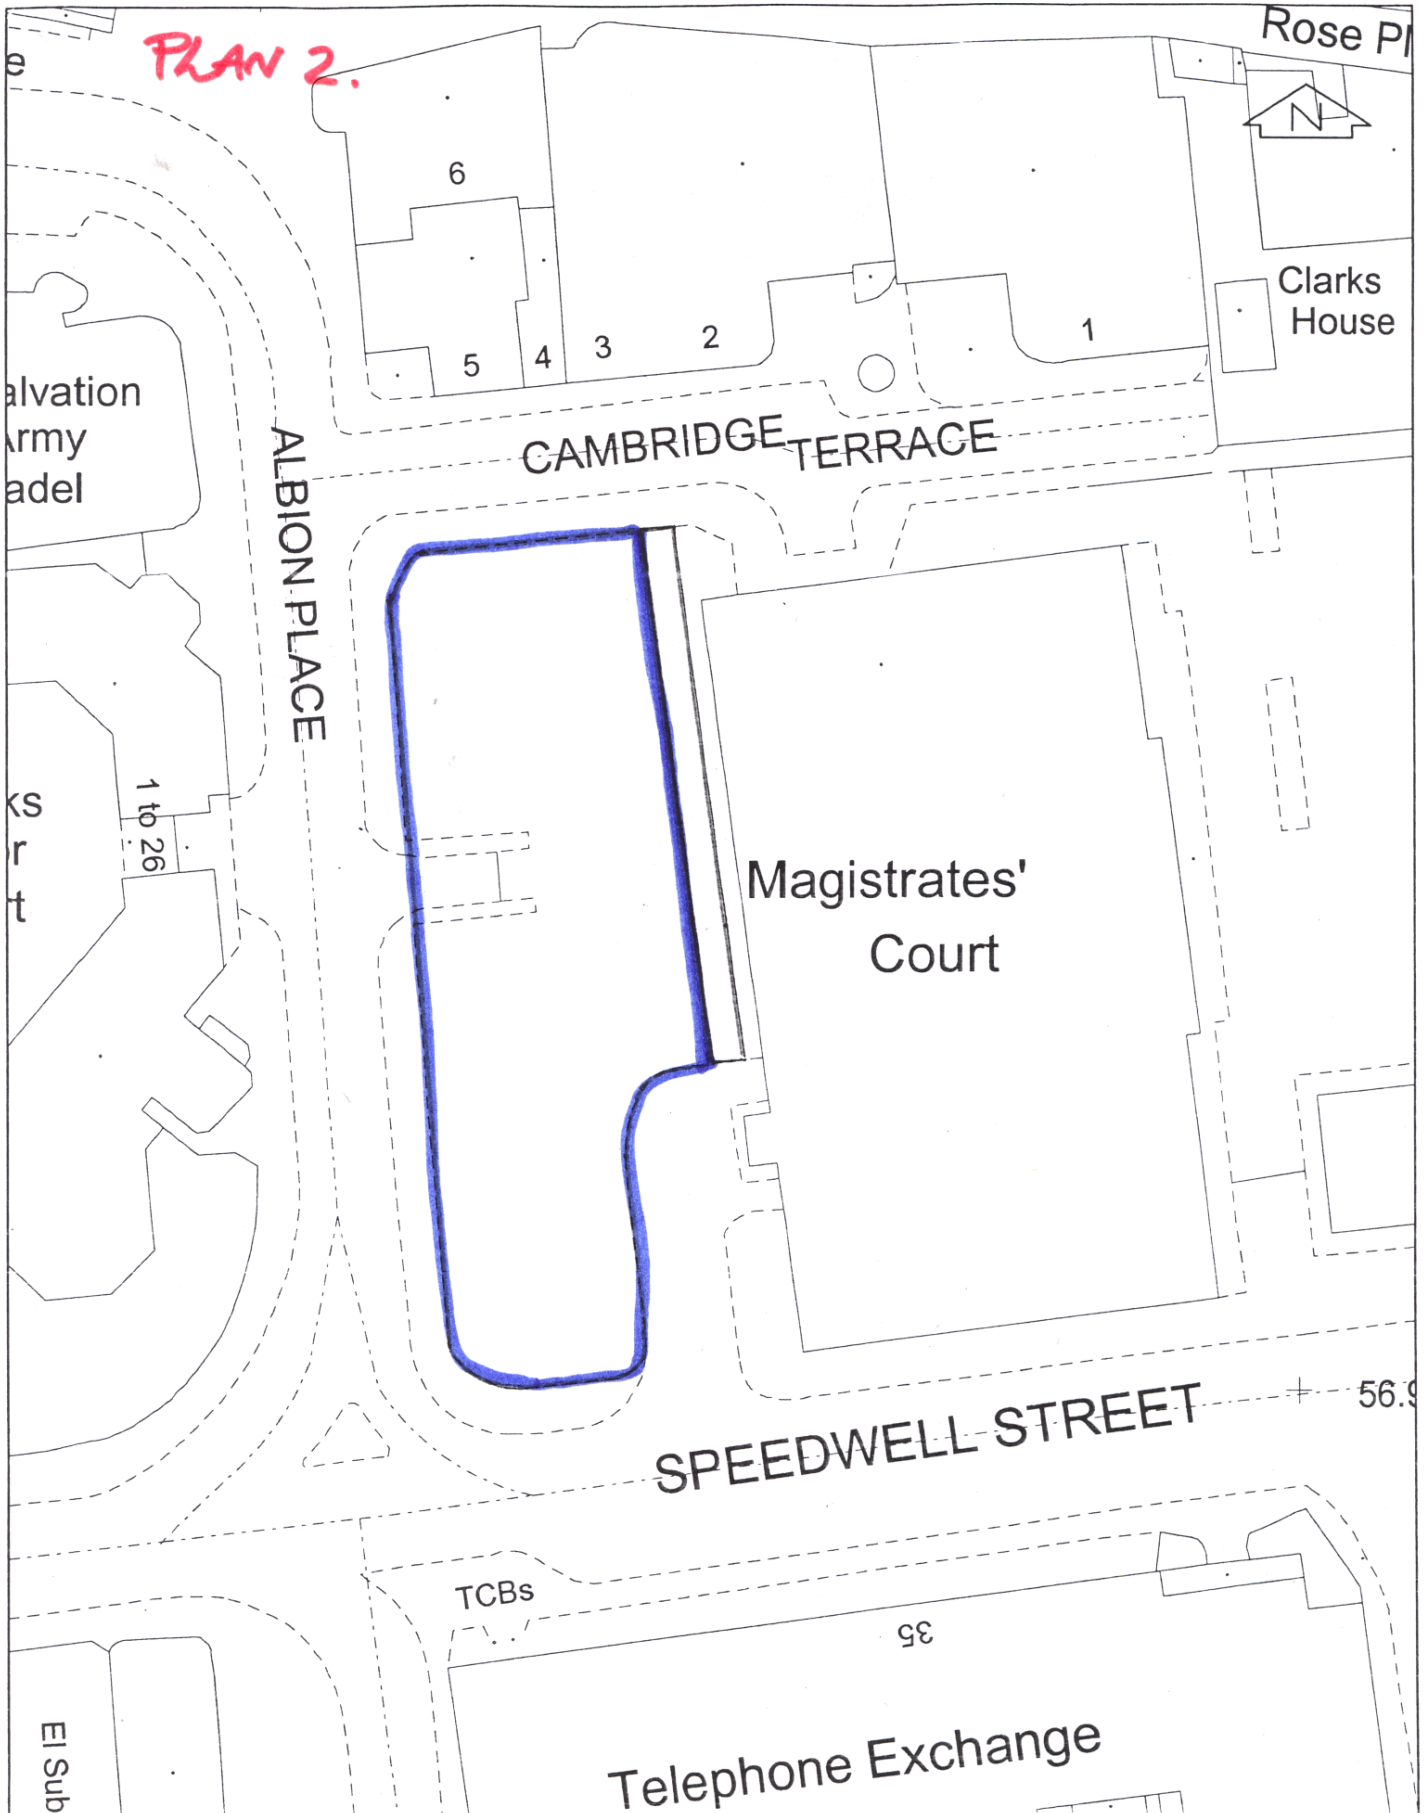 PLAN 2.
Rose Pl
e
N
6
Clarks
House
5
4
3
2
1
alvation
Army
adel
CAMBRIDGE TERRACE
ALBION PLACE
ks
r
t
1 to 26
Magistrates'
Court
56.9
SPEEDWELL STREET
TCBs
35
El Sub
Telephone Exchange